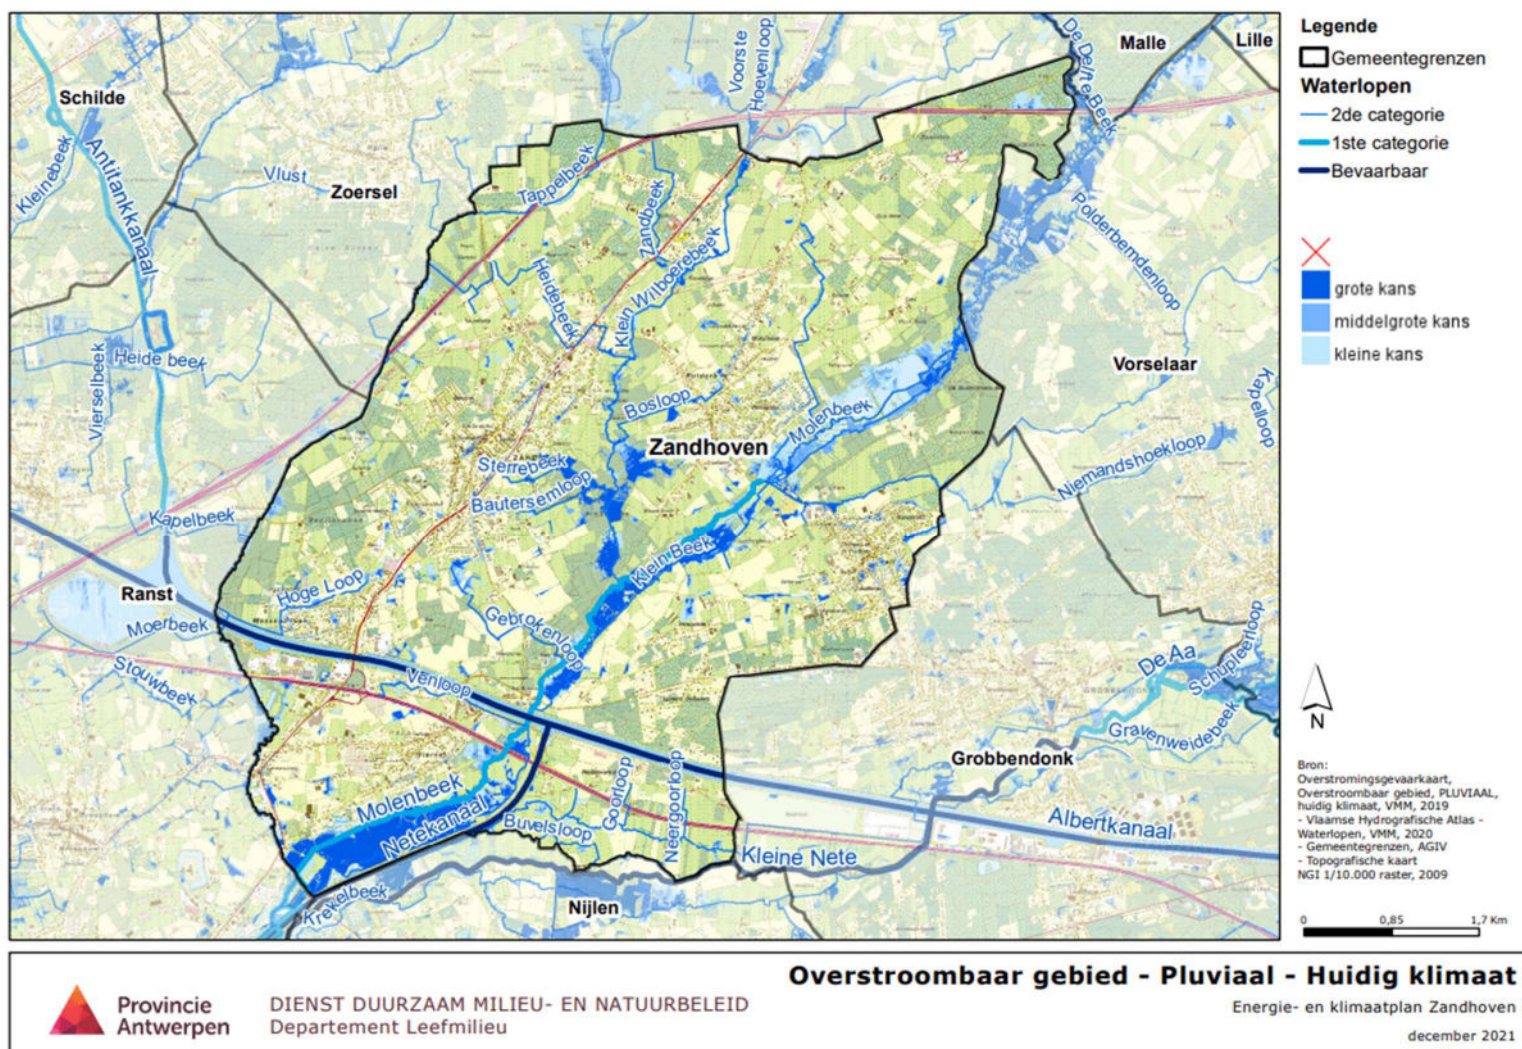 Schilde
Kleinebeek
Antitankkanaal
Vlust
Zoersel
Tappelbeek
Voorste
Hoevenloop
De Delfte Beek
Malle
Lille
Zandbeek
Heidebeek
Klein Wilboerebeek
Polderbemdenloop
Heide beek
Vierselbeek
Vorselaar
Kapelloop
Bosloop
Molenbeek
Zandhoven
Sterrebeek
Bautersemloop
Niemandshoekloop
Kapelbeek
Klein Beek
Ranst
Hoge Loop
Moerbeek
Gebrokenloop
Stouwbeek
Venloop
De Aa
Schupleerloop
Gravenweidebeek
GROBBENDONK
Grobbendonk
Molenbeek
Netekanaal
Goorloop
Neergoorloop
Buvelsloop
Albertkanaal
Kleine Nete
Krekelbeek
Nijlen
Legende
Gemeentegrenzen
Waterlopen
2de categorie
1ste categorie
Bevaarbaar
grote kans
middelgrote kans
kleine kans
N
Bron:
Overstromingsgevaarkaart,
Overstroombaar gebied, PLUVIAAL,
huidig klimaat, VMM, 2019
- Vlaamse Hydrografische Atlas -
Waterlopen, VMM, 2020
- Gemeentegrenzen, AGIV
- Topografische kaart
NGI 1/10.000 raster, 2009
0 0,85 1,7 Km
Overstroombaar gebied - Pluviaal - Huidig klimaat
Energie- en klimaatplan Zandhoven
december 2021
Provincie
Antwerpen
DIENST DUURZAAM MILIEU- EN NATUURBELEID
Departement Leefmilieu